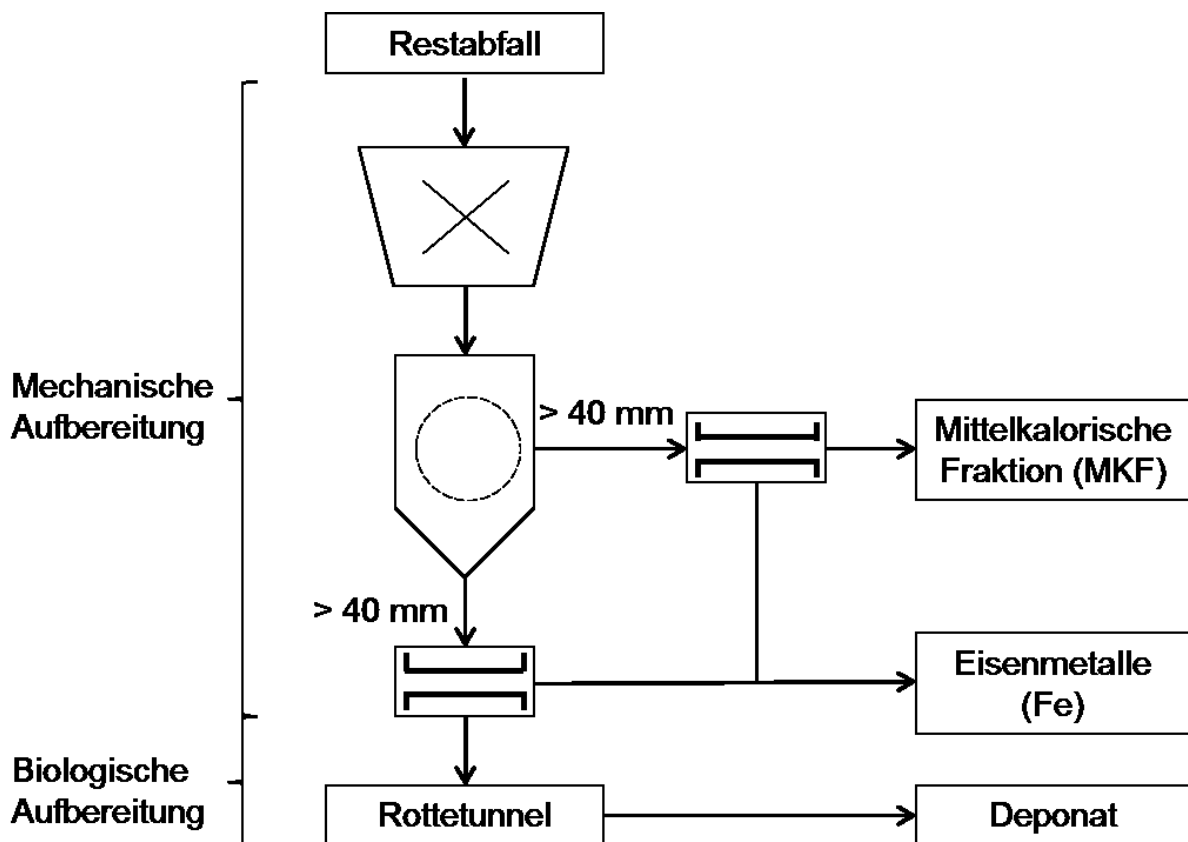 Restabfall
Mechanische
Aufbereitung
> 40 mm
Mittelkalorische
Fraktion (MKF)
> 40 mm
Eisenmetalle
(Fe)
Biologische
Aufbereitung
Rottetunnel
Deponat